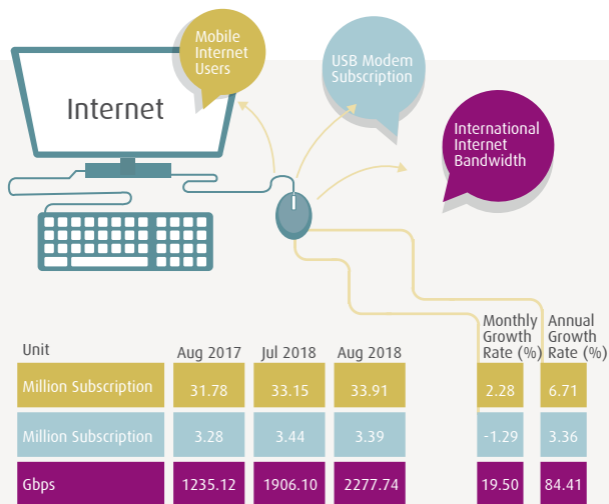 Mobile
Internet
Users
USB Modem
Subscription
Internet
International
Internet
Bandwidth
Unit Aug 2017 Jul 2018 Aug 2018 Monthly Growth Rate (%) Annual Growth Rate (%)
Million Subscription 31.78 33.15 33.91 2.28 6.71
Million Subscription 3.28 3.44 3.39 -1.29 3.36
Gbps 1235.12 1906.10 2277.74 19.50 84.41